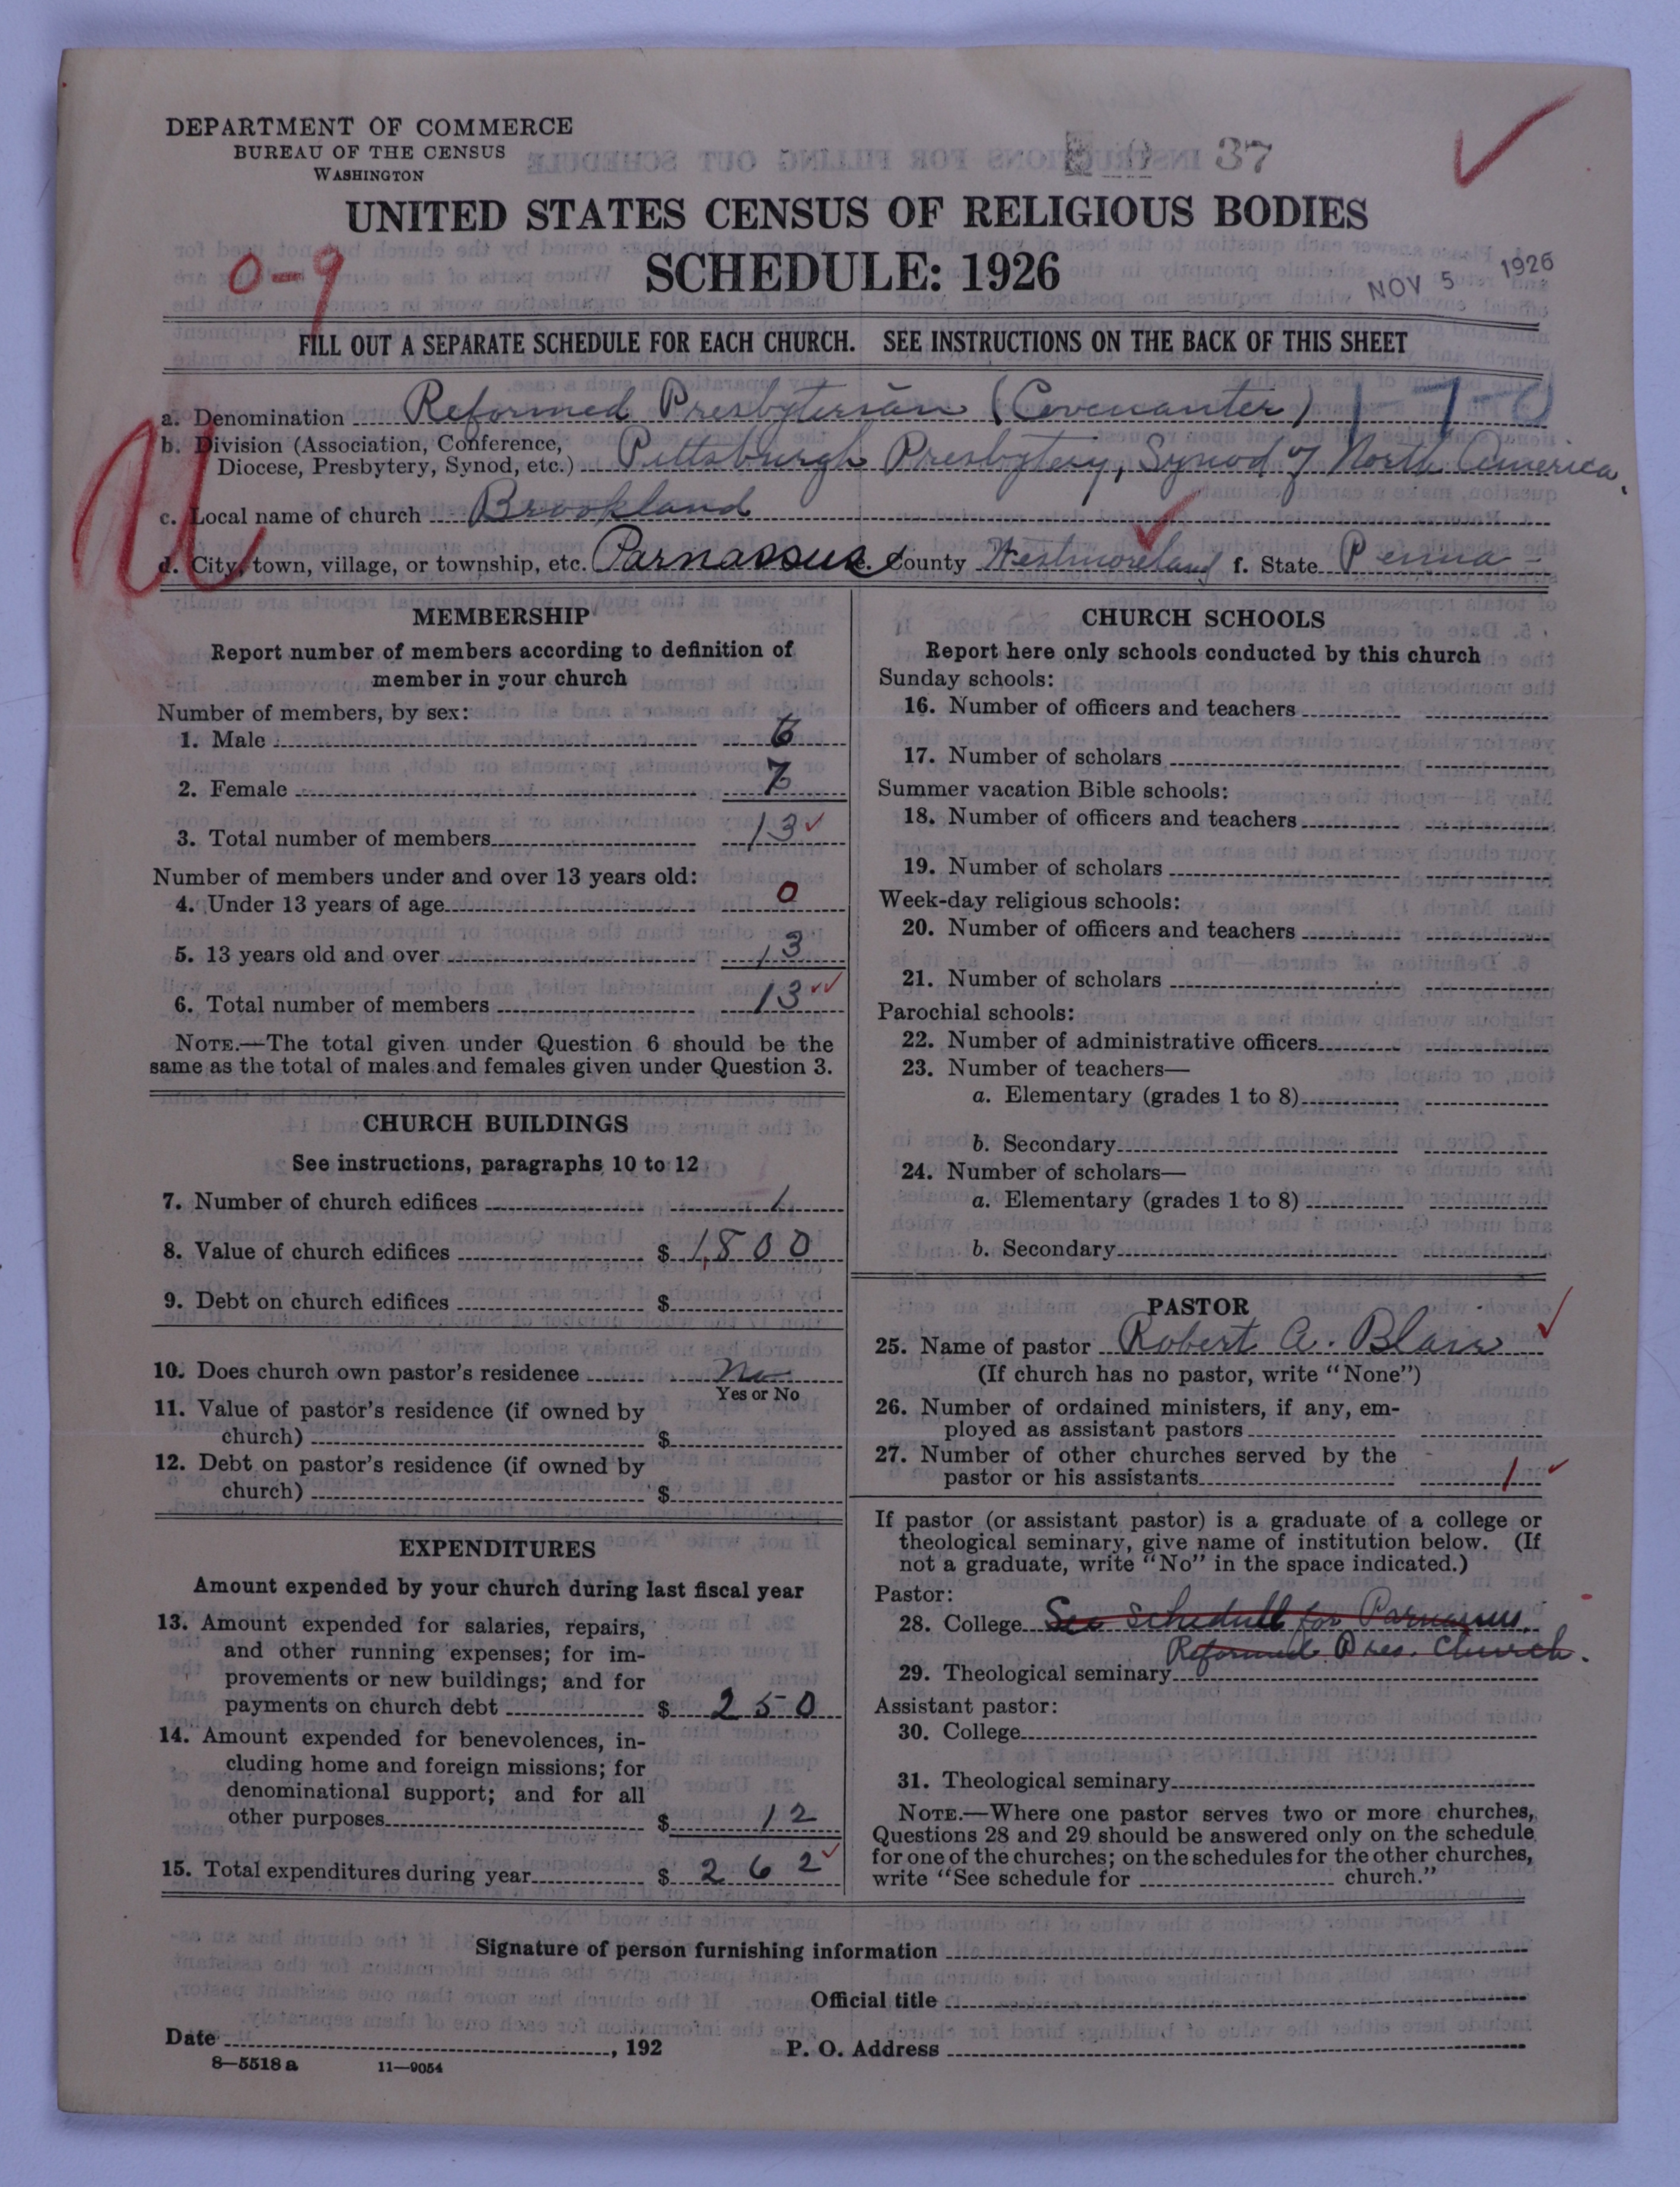 DEPARTMENT OF COMMERCE
BUREAU OF THE CENSUS
WASHINGTON
37
UNITED STATES CENSUS OF RELIGIOUS BODIES
SCHEDULE: 1926
0-9
NOV 5 1926
FILL OUT A SEPARATE SCHEDULE FOR EACH CHURCH. SEE INSTRUCTIONS ON THE BACK OF THIS SHEET
a. Denomination Reformed Presbyterian (Covenanter) 1-7-0
b. Division (Association, Conference,
Diocese, Presbytery, Synod, etc.) Pittsburgh Presbytery, Synod of North America.
c. Local name of church Brookland
d. City, town, village, or township, etc. Parnassus e. County Westmoreland f. State Penna
MEMBERSHIP
Report number of members according to definition of
member in your church
Number of members, by sex:
1. Male 6
2. Female 7
3. Total number of members 13
Number of members under and over 13 years old:
4. Under 13 years of age 0
5. 13 years old and over 13
6. Total number of members 13
NOTE.—The total given under Question 6 should be the
same as the total of males and females given under Question 3.
CHURCH BUILDINGS
See instructions, paragraphs 10 to 12
7. Number of church edifices 1
8. Value of church edifices $ 1,800
9. Debt on church edifices $
10. Does church own pastor's residence No
Yes or No
11. Value of pastor's residence (if owned by
church) $
12. Debt on pastor's residence (if owned by
church) $
EXPENDITURES
Amount expended by your church during last fiscal year
13. Amount expended for salaries, repairs,
and other running expenses; for im-
provements or new buildings; and for
payments on church debt $ 250
14. Amount expended for benevolences, in-
cluding home and foreign missions; for
denominational support; and for all
other purposes $ 12
15. Total expenditures during year $ 262
CHURCH SCHOOLS
Report here only schools conducted by this church
Sunday schools:
16. Number of officers and teachers
17. Number of scholars
Summer vacation Bible schools:
18. Number of officers and teachers
19. Number of scholars
Week-day religious schools:
20. Number of officers and teachers
21. Number of scholars
Parochial schools:
22. Number of administrative officers
23. Number of teachers—
a. Elementary (grades 1 to 8)
b. Secondary
24. Number of scholars—
a. Elementary (grades 1 to 8)
b. Secondary
PASTOR
25. Name of pastor Robert A. Blair
(If church has no pastor, write "None")
26. Number of ordained ministers, if any, em-
ployed as assistant pastors
27. Number of other churches served by the
pastor or his assistants 1
If pastor (or assistant pastor) is a graduate of a college or
theological seminary, give name of institution below. (If
not a graduate, write "No" in the space indicated.)
Pastor:
28. College See schedule for Parnassus,
Reformed Pres. Church.
29. Theological seminary
Assistant pastor:
30. College
31. Theological seminary
NOTE.—Where one pastor serves two or more churches,
Questions 28 and 29 should be answered only on the schedule
for one of the churches; on the schedules for the other churches,
write "See schedule for church."
Signature of person furnishing information
Official title
Date , 192
P. O. Address
8—5518 a 11—9054